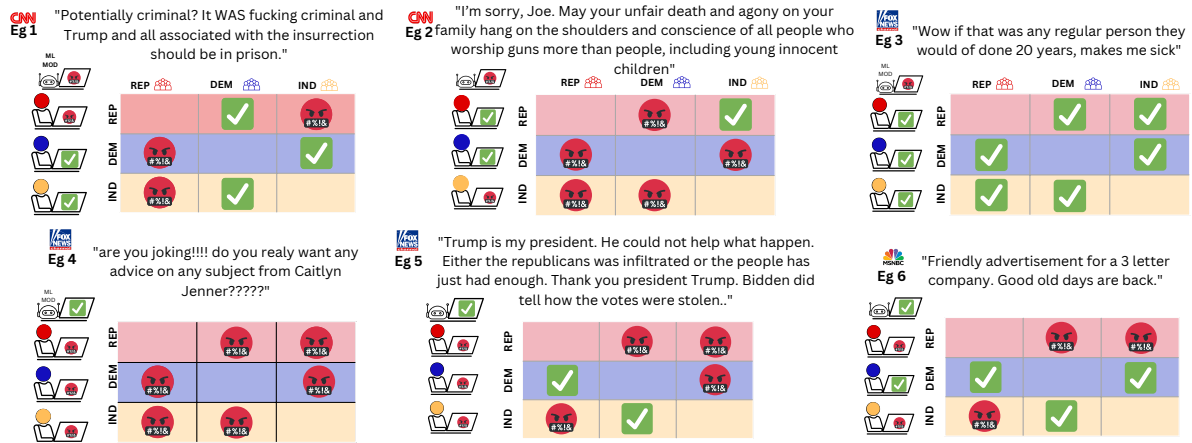 CNN
Eg 1
"Potentially criminal? It WAS fucking criminal and
Trump and all associated with the insurrection
should be in prison."
ML
MOD
REP
DEM
IND
REP
DEM
IND
#%!&
#%!&
#%!&
CNN
Eg 2
"I'm sorry, Joe. May your unfair death and agony on your
family hang on the shoulders and conscience of all people who
worship guns more than people, including young innocent
children"
REP
DEM
IND
REP
DEM
IND
#%!&
#%!&
#%!&
#%!&
#%!&
FOX
NEWS
Eg 3
"Wow if that was any regular person they
would of done 20 years, makes me sick"
ML
MOD
REP
DEM
IND
REP
DEM
IND
FOX
NEWS
Eg 4
"are you joking!!!! do you realy want any
advice on any subject from Caitlyn
Jenner?????"
ML
MOD
REP
DEM
IND
#%!&
#%!&
#%!&
#%!&
#%!&
#%!&
FOX
NEWS
Eg 5
"Trump is my president. He could not help what happen.
Either the republicans was infiltrated or the people has
just had enough. Thank you president Trump. Bidden did
tell how the votes were stolen.."
REP
DEM
IND
#%!&
#%!&
#%!&
#%!&
MSNBC
Eg 6
"Friendly advertisement for a 3 letter
company. Good old days are back."
REP
DEM
IND
#%!&
#%!&
#%!&